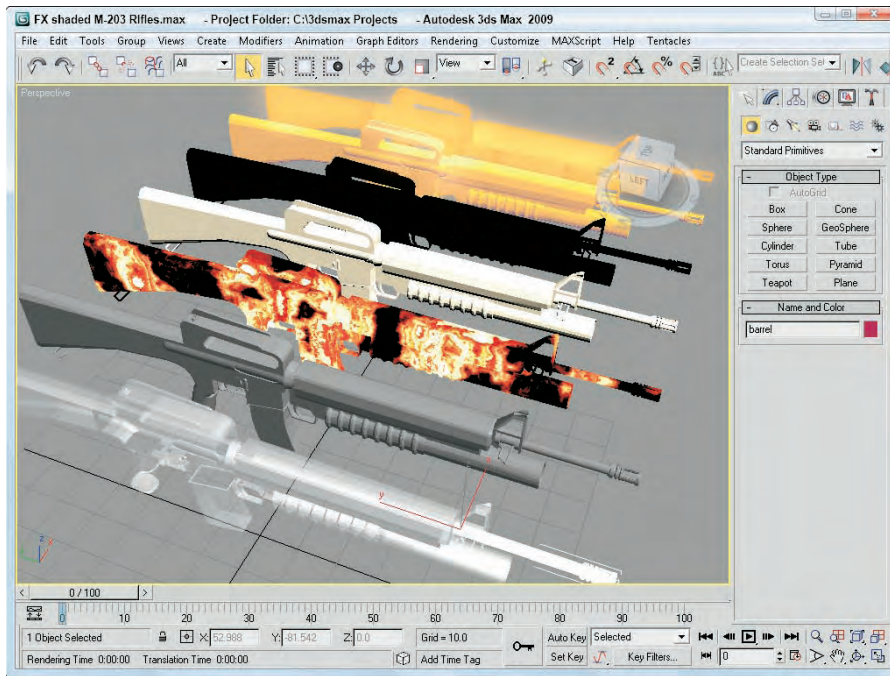 FX shaded M-203 RIfles.max - Project Folder: C:\3dsmax Projects - Autodesk 3ds Max 2009
File Edit Tools Group Views Create Modifiers Animation Graph Editors Rendering Customize MAXScript Help Tentacles
All View Create Selection Set
Perspective
LEFT
Standard Primitives
Object Type
AutoGrid
Box Cone
Sphere GeoSphere
Cylinder Tube
Torus Pyramid
Teapot Plane
Name and Color
barrel
y
z
0 / 100
0 10 20 30 40 50 60 70 80 90 100
1 Object Selected X: 52.988 Y: -81.542 Z: 0.0 Grid = 10.0 Auto Key Selected
Rendering Time 0:00:00 Translation Time 0:00:00 Add Time Tag Set Key Key Filters... 0